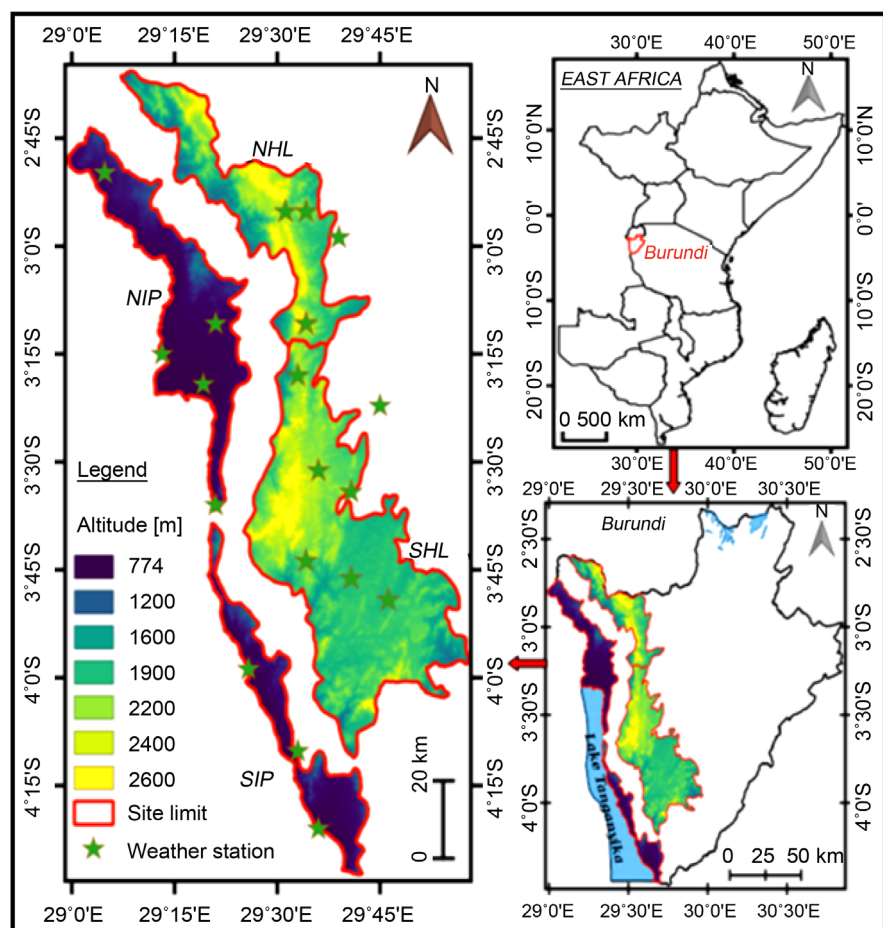 29°0'E 29°15'E 29°30'E 29°45'E
N
2°45'S
3°0'S
3°15'S
3°30'S
3°45'S
4°0'S
4°15'S
NHL
NIP
SHL
SIP
Legend
Altitude [m]
774
1200
1600
1900
2200
2400
2600
Site limit
Weather station
0 20 km
2°45'S
3°0'S
3°15'S
3°30'S
3°45'S
4°0'S
4°15'S
29°0'E 29°15'E 29°30'E 29°45'E
30°0'E 40°0'E 50°0'E
EAST AFRICA
N
10°0'N
0°0'
10°0'S
20°0'S
Burundi
0 500 km
10°0'N
0°0'
10°0'S
20°0'S
30°0'E 40°0'E 50°0'E
29°0'E 29°30'E 30°0'E 30°30'E
Burundi
N
2°30'S
3°0'S
3°30'S
4°0'S
Lake Tanganyika
0 25 50 km
2°30'S
3°0'S
3°30'S
4°0'S
29°0'E 29°30'E 30°0'E 30°30'E